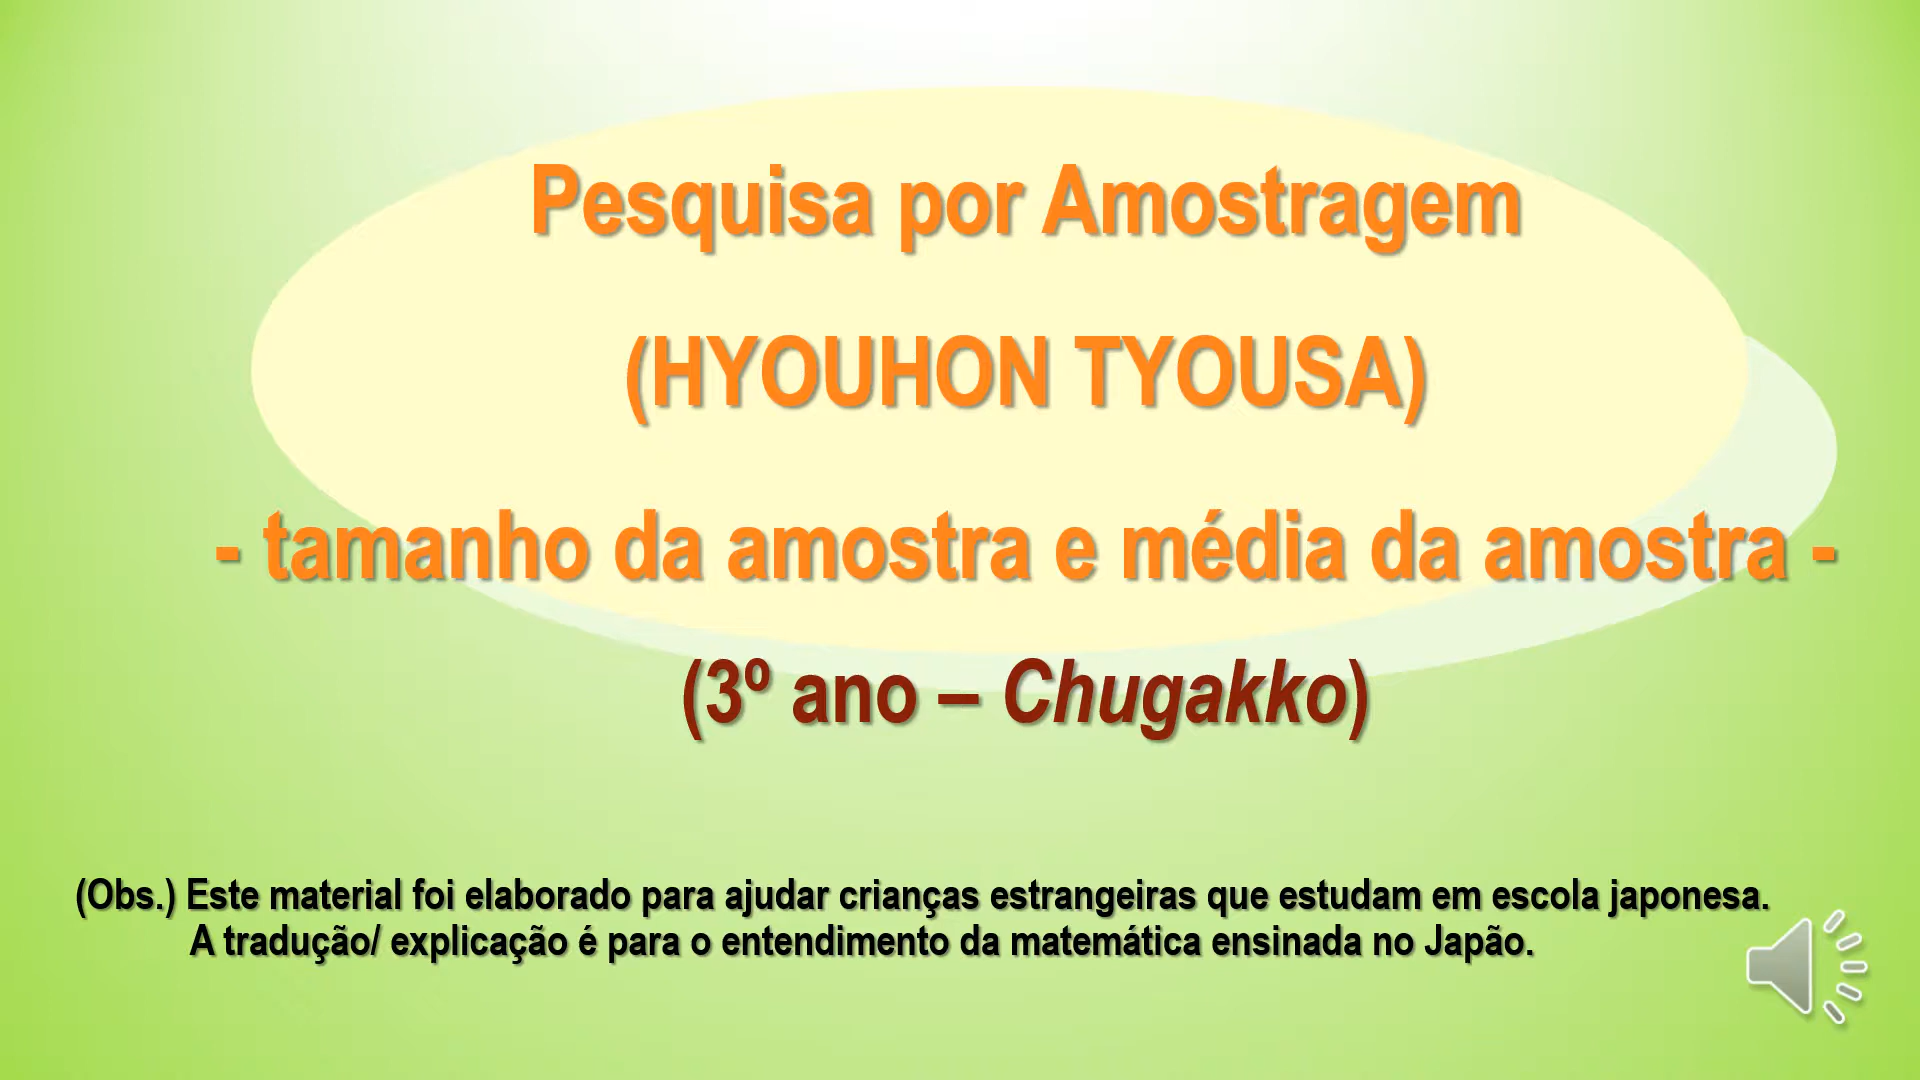 Pesquisa por Amostragem
(HYOUHON TYOUSA)
- tamanho da amostra e média da amostra -
(3º ano – Chugakko)
(Obs.) Este material foi elaborado para ajudar crianças estrangeiras que estudam em escola japonesa.
A tradução/ explicação é para o entendimento da matemática ensinada no Japão.